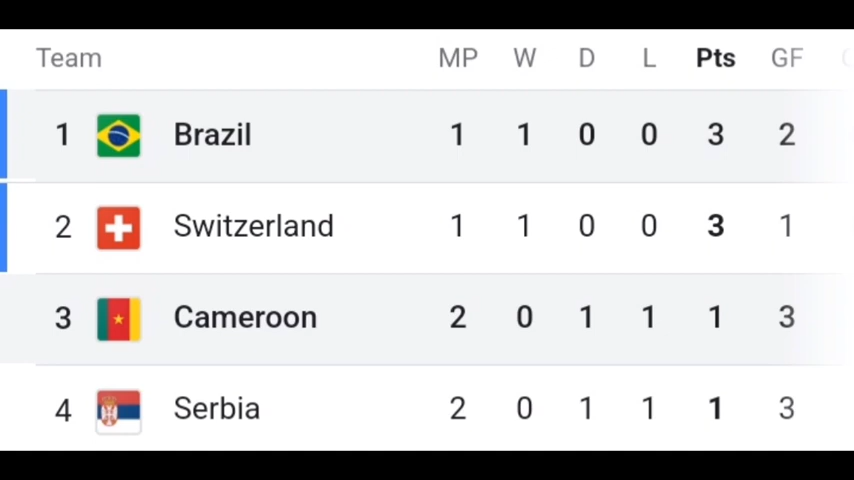 Team MP W D L Pts GF
1 Brazil 1 1 0 0 3 2
2 Switzerland 1 1 0 0 3 1
3 Cameroon 2 0 1 1 1 3
4 Serbia 2 0 1 1 1 3